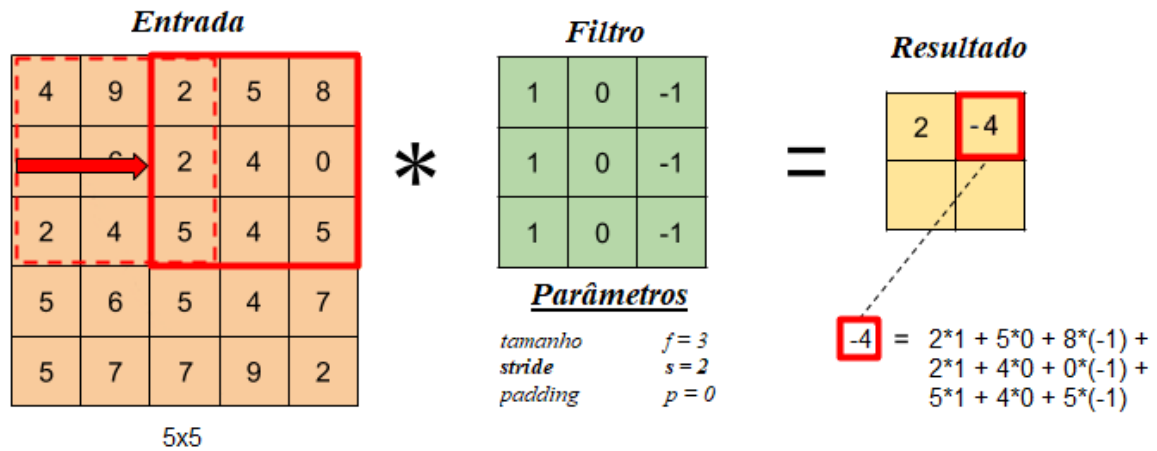 Entrada
4 9 2 5 8
2 4 0
2 4 5 4 5
5 6 5 4 7
5 7 7 9 2
5x5
*
Filtro
1 0 -1
1 0 -1
1 0 -1
Parâmetros
tamanho f = 3
stride s = 2
padding p = 0
=
Resultado
2 -4
-4 = 2*1 + 5*0 + 8*(-1) +
2*1 + 4*0 + 0*(-1) +
5*1 + 4*0 + 5*(-1)